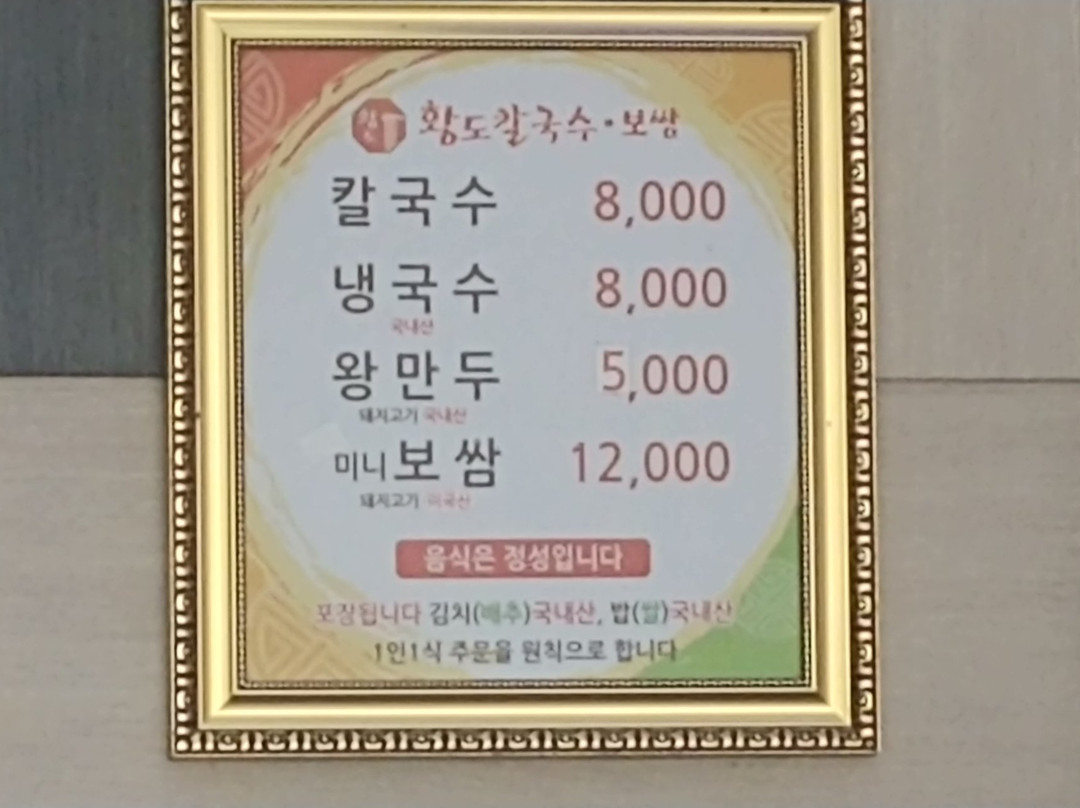 황도칼국수·보쌈
칼국수 8,000
냉국수 8,000
국내산
왕만두 5,000
돼지고기 국내산
미니보쌈 12,000
돼지고기 미국산
음식은 정성입니다
포장됩니다 김치(배추)국내산, 밥(쌀)국내산
1인1식 주문을 원칙으로 합니다